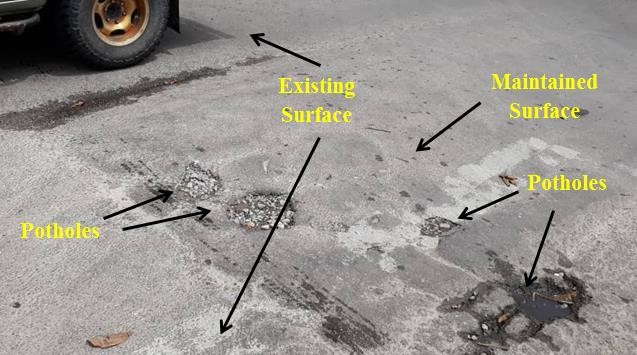 Existing
Surface
Maintained
Surface
Potholes
Potholes